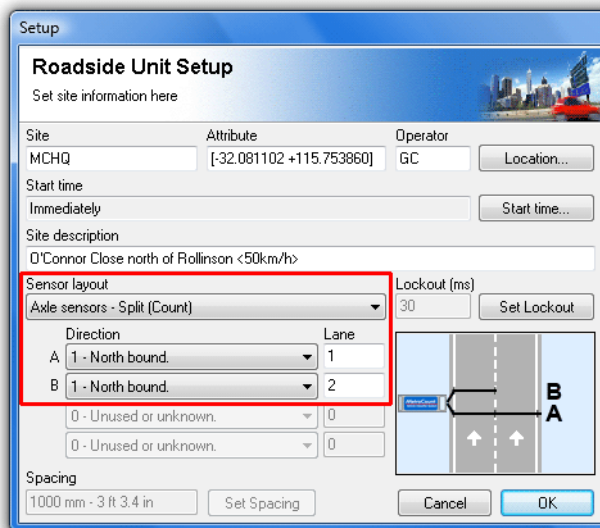 Setup
Roadside Unit Setup
Set site information here
Site Attribute Operator
MCHQ [-32.081102 +115.753860] GC Location...
Start time
Immediately Start time...
Site description
O'Connor Close north of Rollinson <50km/h>
Sensor layout Lockout (ms)
Axle sensors - Split (Count) 30 Set Lockout
Direction Lane
A 1 - North bound. 1
B 1 - North bound. 2
0 - Unused or unknown. 0
0 - Unused or unknown. 0
MetroCount
B
A
Spacing
1000 mm - 3 ft 3.4 in Set Spacing Cancel OK